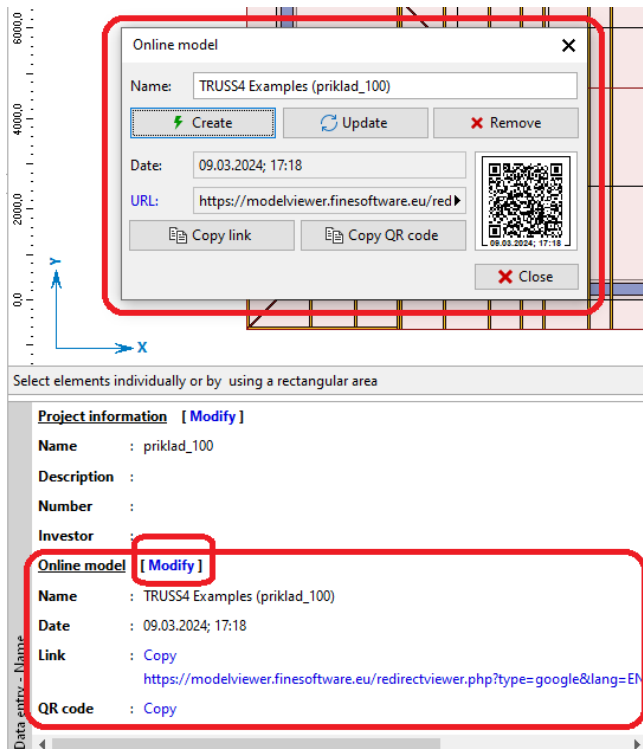 6000,0
Online model
Name: TRUSS4 Examples (priklad_100)
4000,0
Create Update Remove
Date: 09.03.2024; 17:18
URL: https://modelviewer.finesoftware.eu/red
2000,0
Copy link Copy QR code
09.03.2024; 17:18
Close
0,0
Y
X
Select elements individually or by using a rectangular area
Project information [ Modify ]
Name : priklad_100
Description :
Number :
Investor :
Online model [ Modify ]
Name : TRUSS4 Examples (priklad_100)
Date : 09.03.2024; 17:18
Link : Copy
https://modelviewer.finesoftware.eu/redirectviewer.php?type=google&lang=EN
QR code : Copy
Data entry - Name